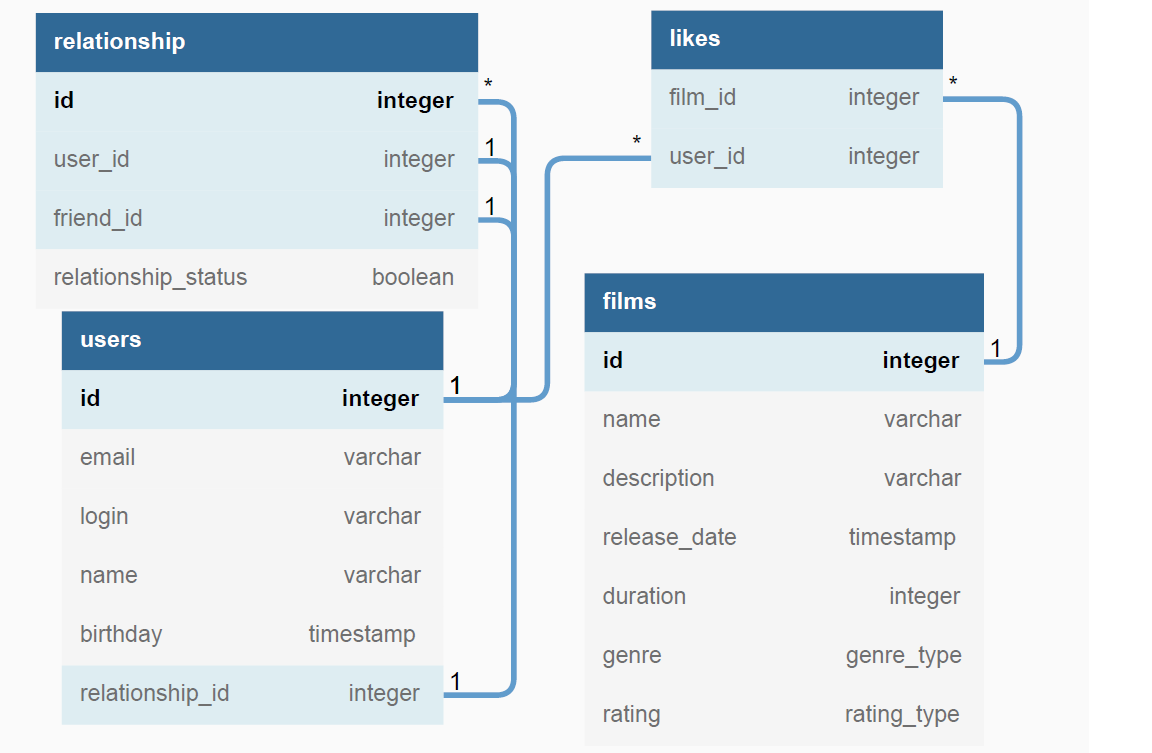 relationship
id integer *
user_id integer 1
friend_id integer 1
relationship_status boolean
users
id integer 1
email varchar
login varchar
name varchar
birthday timestamp
relationship_id integer 1
likes
film_id integer *
* user_id integer
films
id integer 1
name varchar
description varchar
release_date timestamp
duration integer
genre genre_type
rating rating_type